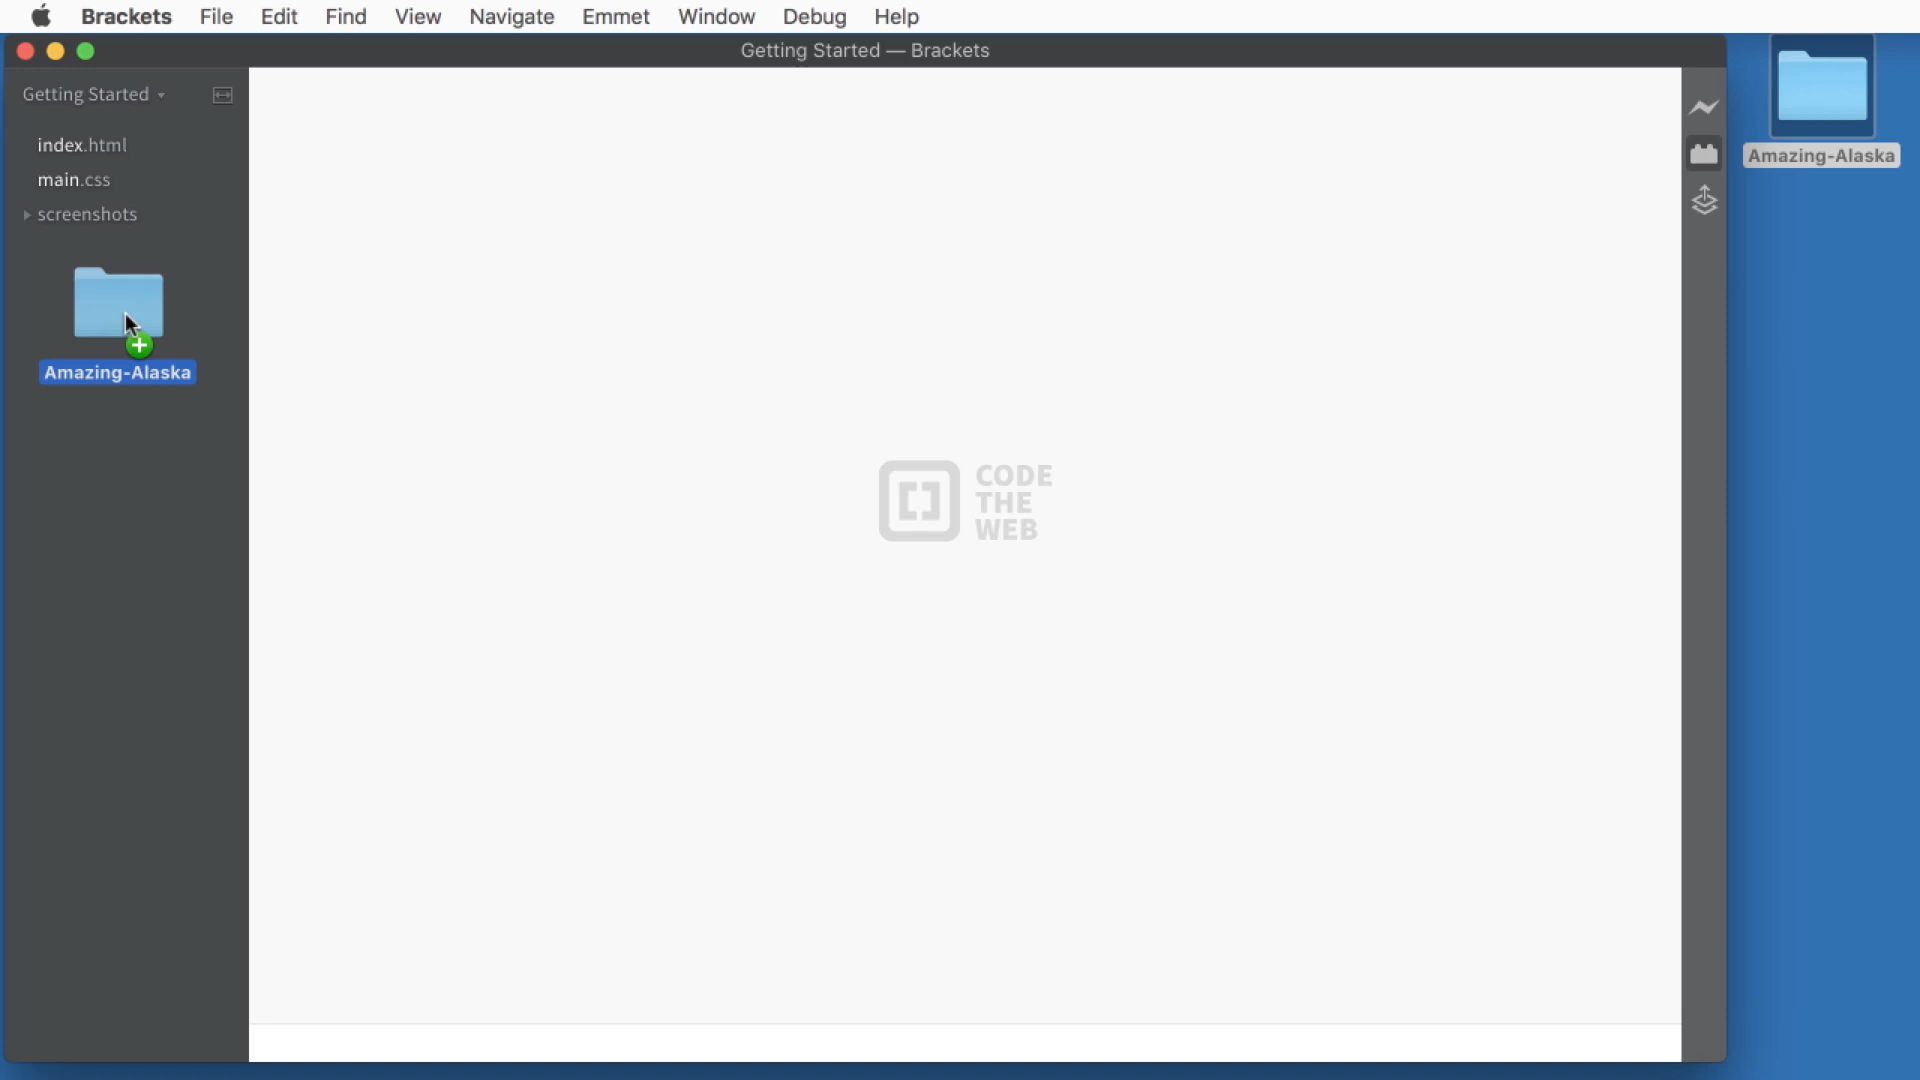 Brackets File Edit Find View Navigate Emmet Window Debug Help
Getting Started — Brackets
Getting Started
index.html
main.css
screenshots
Amazing-Alaska
CODE
THE
WEB
Amazing-Alaska